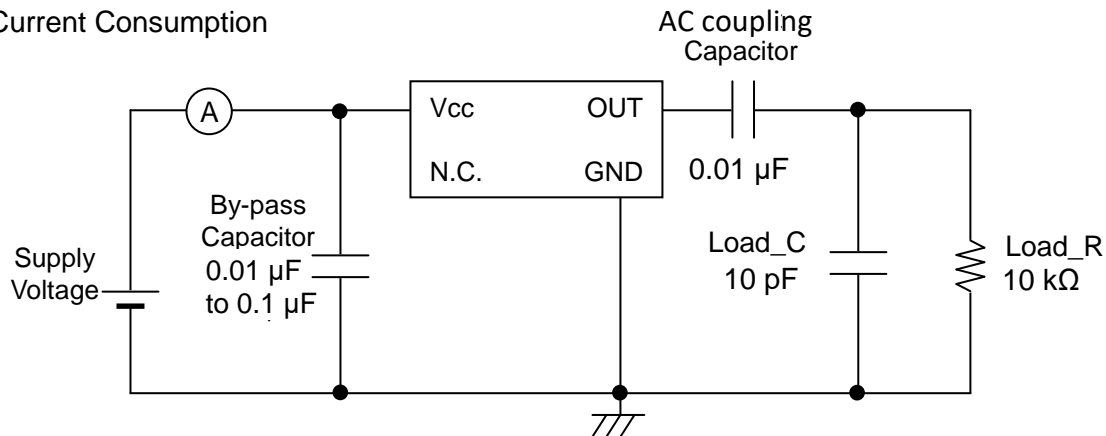 Current Consumption
AC coupling
Capacitor
A
Vcc
OUT
N.C.
GND
0.01 µF
By-pass
Capacitor
0.01 µF
to 0.1 µF
Supply
Voltage
Load_C
10 pF
Load_R
10 kΩ